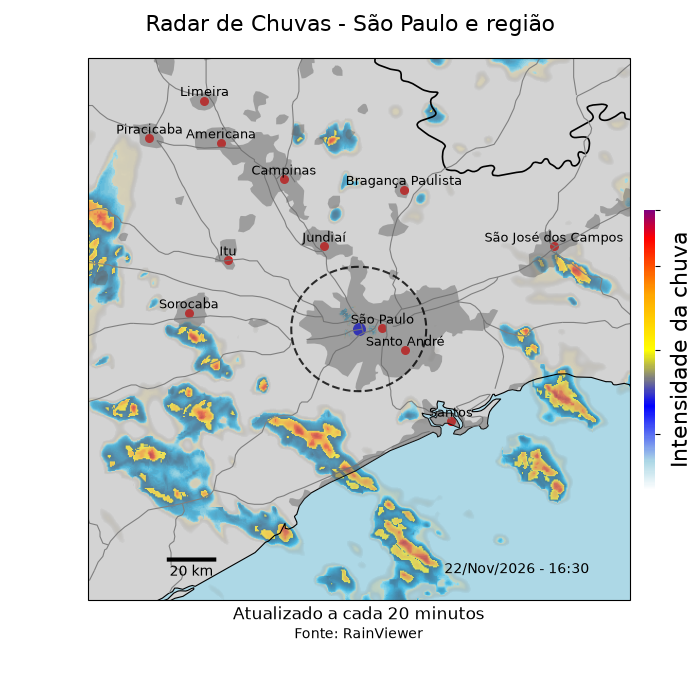 Radar de Chuvas - São Paulo e região
Limeira
Piracicaba
Americana
Campinas
Bragança Paulista
Jundiaí
São José dos Campos
Itu
Sorocaba
São Paulo
Santo André
Santos
22/Nov/2026 - 16:30
20 km
Intensidade da chuva
Atualizado a cada 20 minutos
Fonte: RainViewer